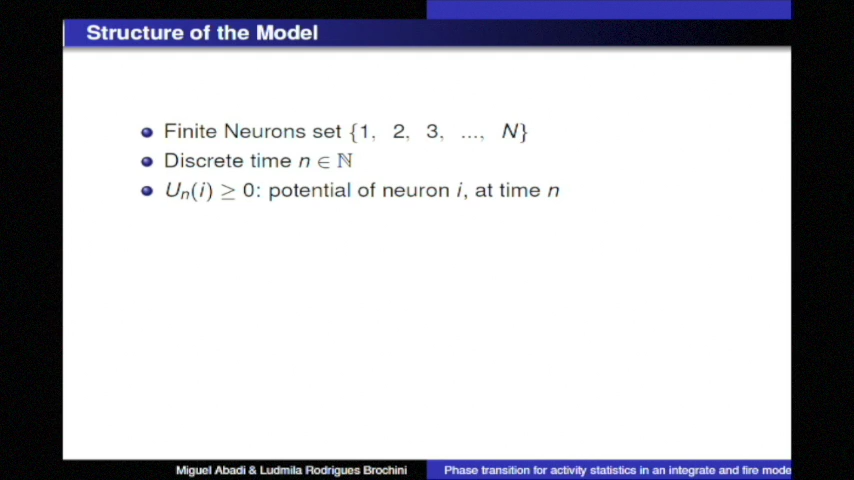 Structure of the Model
Finite Neurons set {1, 2, 3, ..., N}
Discrete time n ∈ ℕ
Uₙ(i) ≥ 0: potential of neuron i, at time n
Miguel Abadi & Ludmila Rodrigues Brochini
Phase transition for activity statistics in an integrate and fire mode